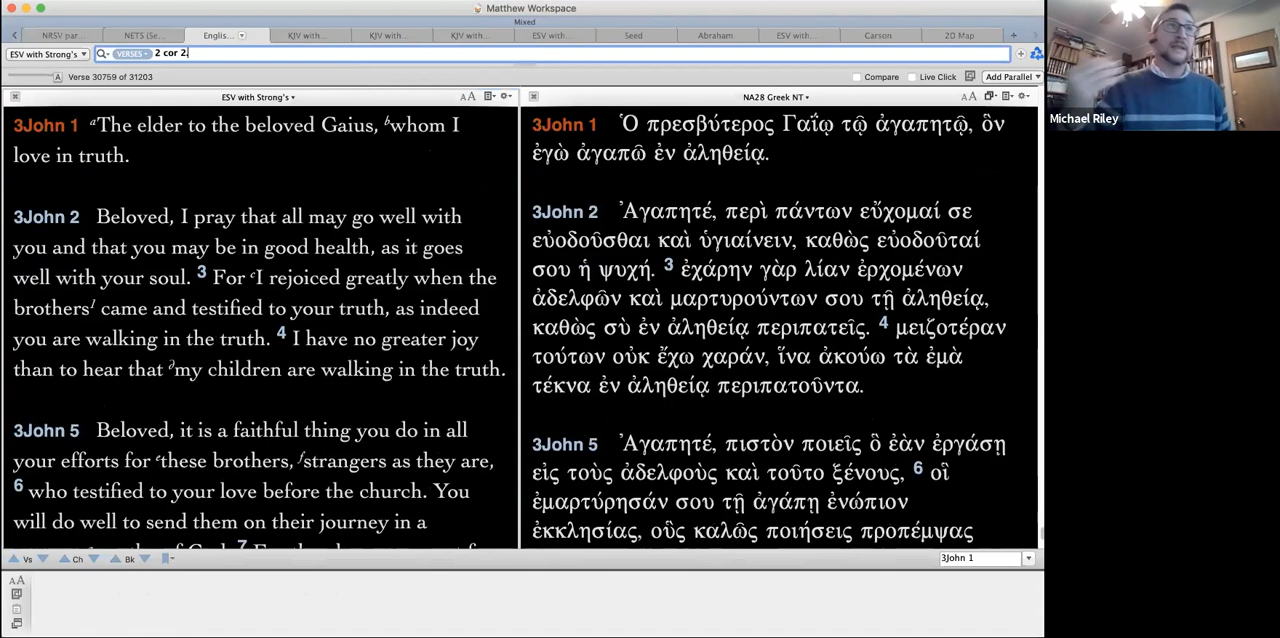 Matthew Workspace
Mixed
NRSV par...
NETS (Se...
Englis...
KJV with ...
KJV with ...
KJV with ...
ESV with ...
Seed
Abraham
ESV with ...
Carson
2D Map
ESV with Strong's
VERSES
2 cor 2.
Verse 30759 of 31203
Compare
Live Click
Add Parallel
Michael Riley
ESV with Strong's
3John 1 aThe elder to the beloved Gaius, bwhom I
love in truth.
3John 2 Beloved, I pray that all may go well with
you and that you may be in good health, as it goes
well with your soul. 3 For cI rejoiced greatly when the
brothers1 came and testified to your truth, as indeed
you are walking in the truth. 4 I have no greater joy
than to hear that dmy children are walking in the truth.
3John 5 Beloved, it is a faithful thing you do in all
your efforts for ethese brothers, fstrangers as they are,
6 who testified to your love before the church. You
will do well to send them on their journey in a
NA28 Greek NT
3John 1 Ὁ πρεσβύτερος Γαΐῳ τῷ ἀγαπητῷ, ὃν
ἐγὼ ἀγαπῶ ἐν ἀληθείᾳ.
3John 2 Ἀγαπητέ, περὶ πάντων εὔχομαί σε
εὐοδοῦσθαι καὶ ὑγιαίνειν, καθὼς εὐοδοῦταί
σου ἡ ψυχή. 3 ἐχάρην γὰρ λίαν ἐρχομένων
ἀδελφῶν καὶ μαρτυρούντων σου τῇ ἀληθείᾳ,
καθὼς σὺ ἐν ἀληθείᾳ περιπατεῖς. 4 μειζοτέραν
τούτων οὐκ ἔχω χαράν, ἵνα ἀκούω τὰ ἐμὰ
τέκνα ἐν ἀληθείᾳ περιπατοῦντα.
3John 5 Ἀγαπητέ, πιστὸν ποιεῖς ὃ ἐὰν ἐργάσῃ
εἰς τοὺς ἀδελφοὺς καὶ τοῦτο ξένους, 6 οἳ
ἐμαρτύρησάν σου τῇ ἀγάπῃ ἐνώπιον
ἐκκλησίας, οὓς καλῶς ποιήσεις προπέμψας
Vs
Ch
Bk
3John 1